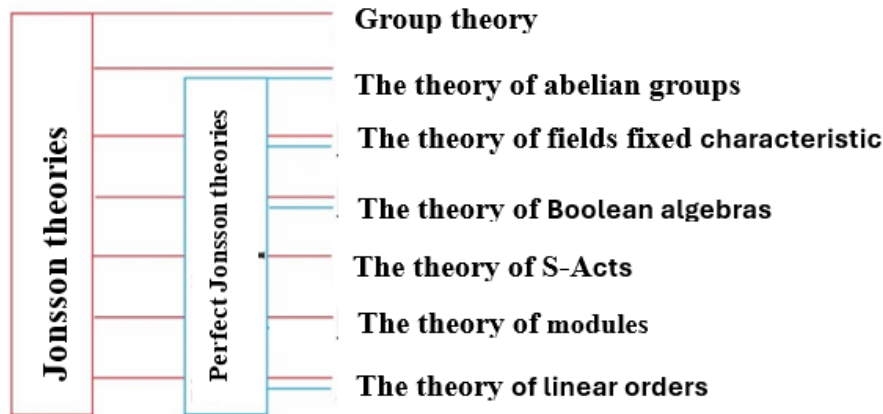 Jonsson theories
Perfect Jonsson theories
Group theory
The theory of abelian groups
The theory of fields fixed characteristic
The theory of Boolean algebras
The theory of S-Acts
The theory of modules
The theory of linear orders